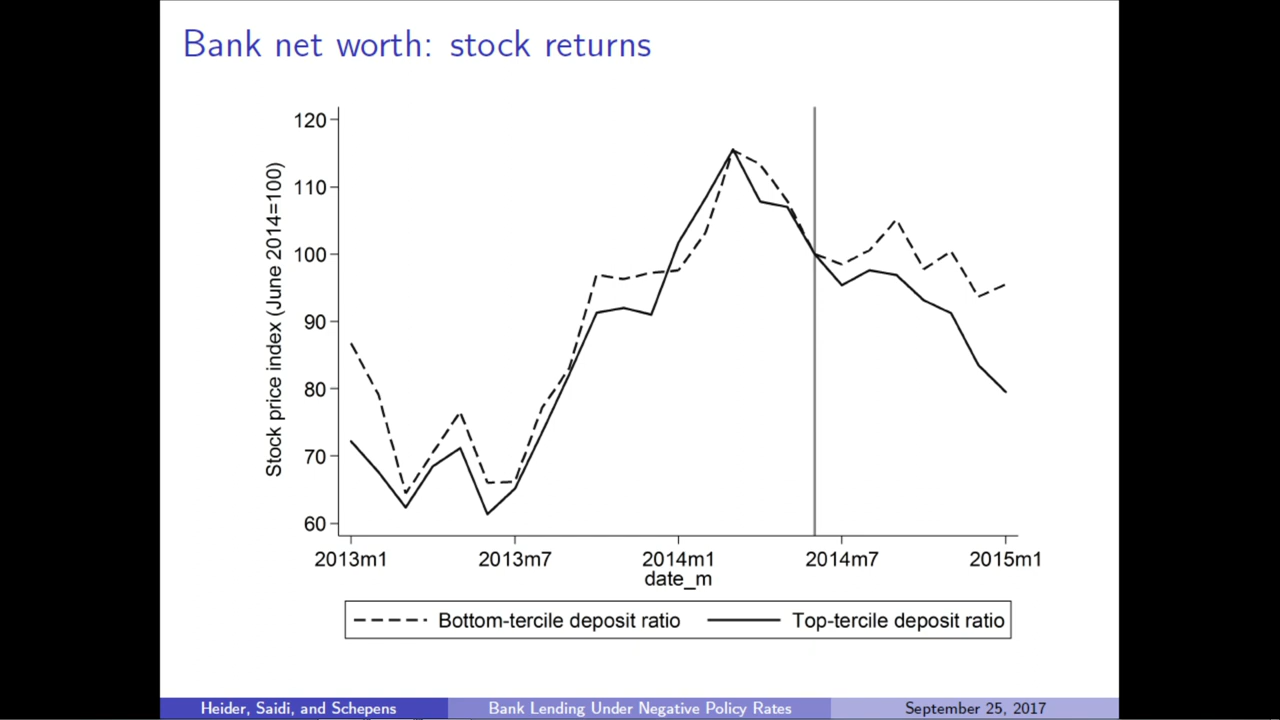 Bank net worth: stock returns
Stock price index (June 2014=100)
120
110
100
90
80
70
60
2013m1 2013m7 2014m1 2014m7 2015m1
date_m
Bottom-tercile deposit ratio Top-tercile deposit ratio
Heider, Saidi, and Schepens Bank Lending Under Negative Policy Rates September 25, 2017